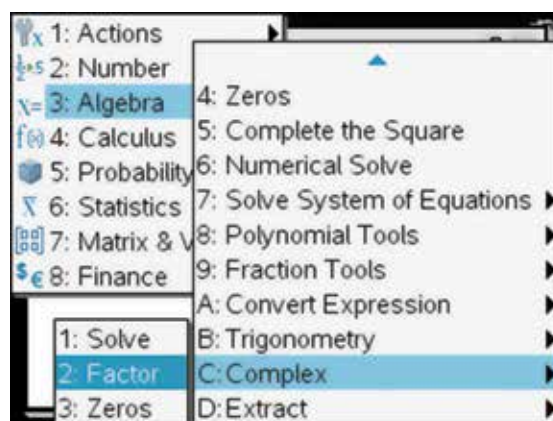 1: Actions
2: Number
3: Algebra
4: Calculus
5: Probability
6: Statistics
7: Matrix & V
8: Finance
4: Zeros
5: Complete the Square
6: Numerical Solve
7: Solve System of Equations
8: Polynomial Tools
9: Fraction Tools
A: Convert Expression
B: Trigonometry
C: Complex
D: Extract
1: Solve
2: Factor
3: Zeros